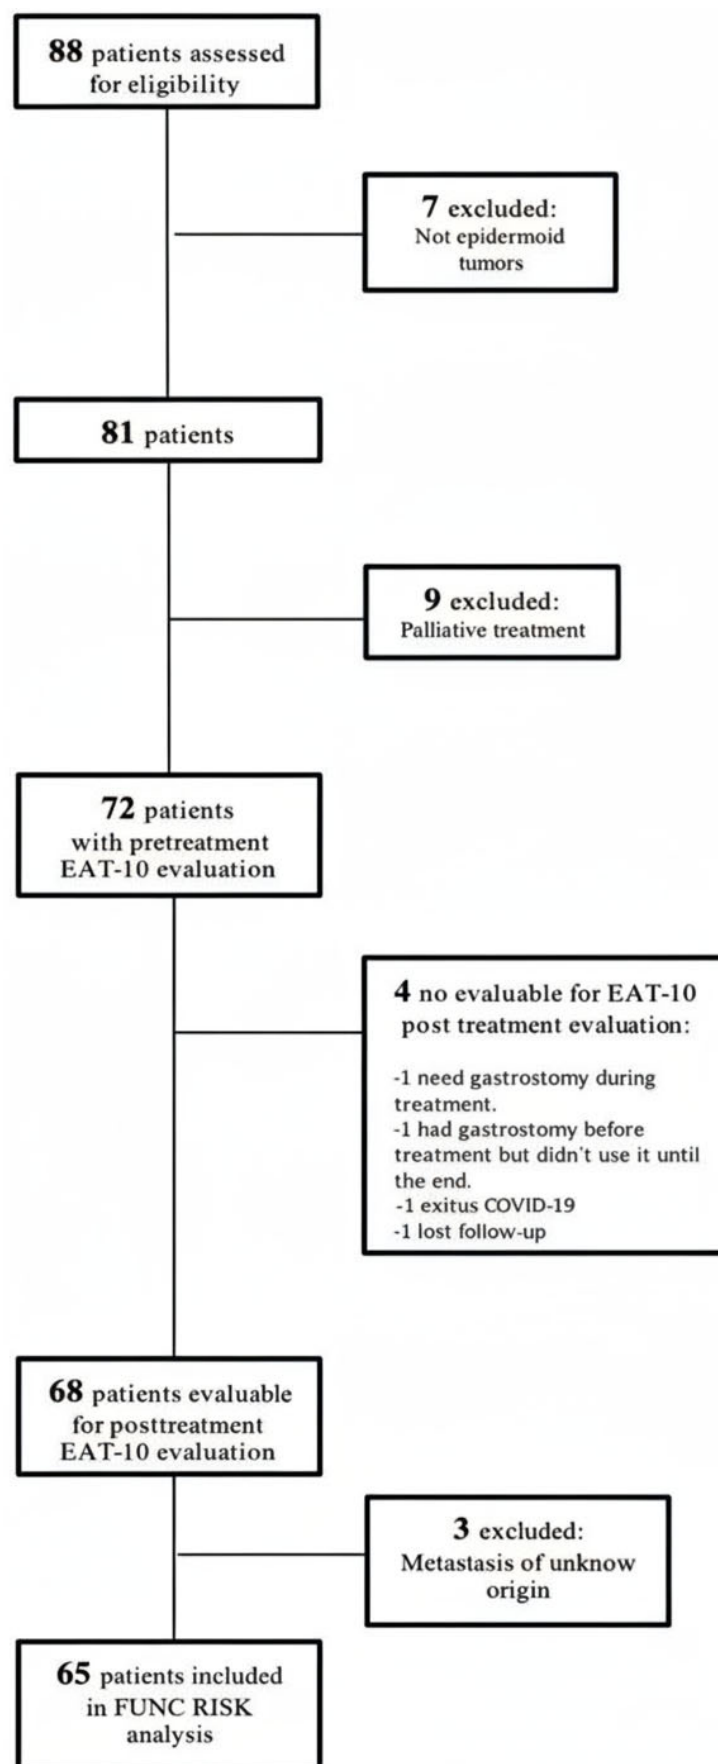 88 patients assessed
for eligibility
7 excluded:
Not epidermoid
tumors
81 patients
9 excluded:
Palliative treatment
72 patients
with pretreatment
EAT-10 evaluation
4 no evaluable for EAT-10
post treatment evaluation:
-1 need gastrostomy during
treatment.
-1 had gastrostomy before
treatment but didn't use it until
the end.
-1 exitus COVID-19
-1 lost follow-up
68 patients evaluable
for posttreatment
EAT-10 evaluation
3 excluded:
Metastasis of unknow
origin
65 patients included
in FUNC RISK
analysis